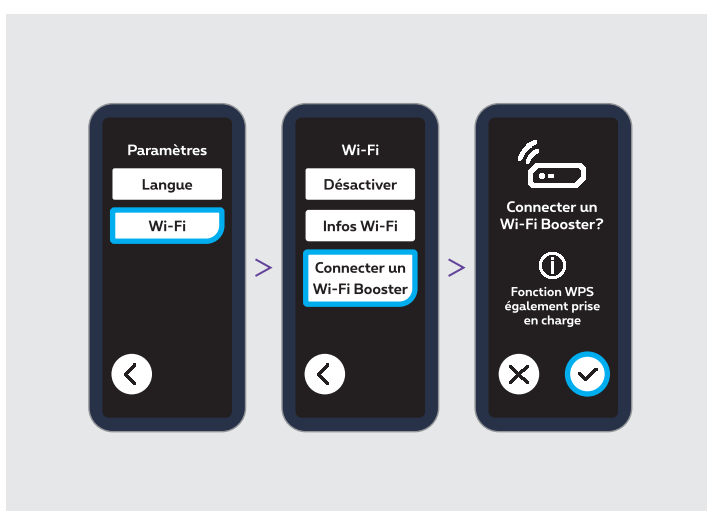 Paramètres
Langue
Wi-Fi
>
Wi-Fi
Désactiver
Infos Wi-Fi
Connecter un
Wi-Fi Booster
>
Connecter un
Wi-Fi Booster?
Fonction WPS
également prise
en charge